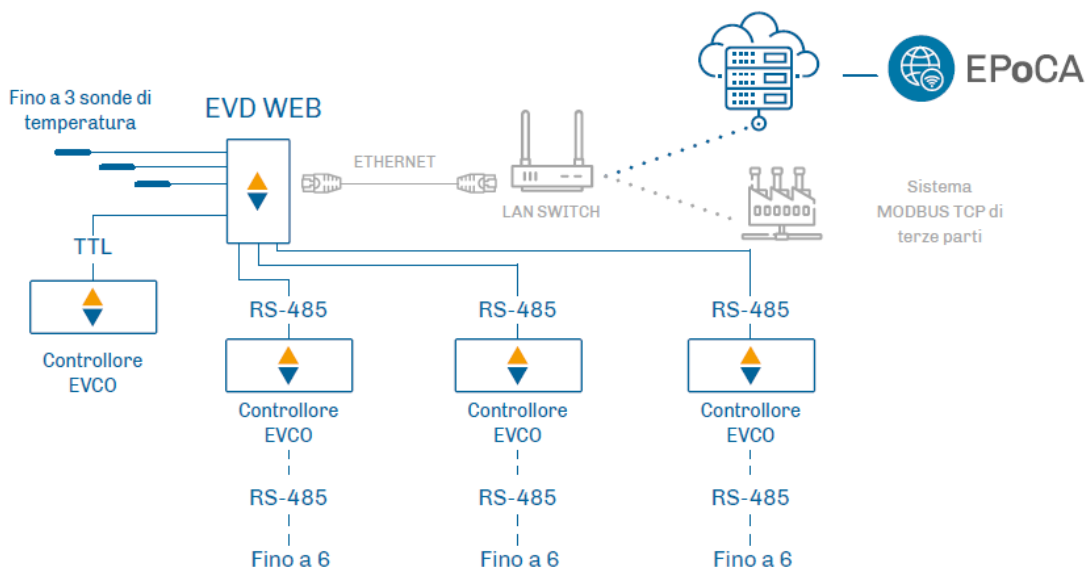 EPoCA
Fino a 3 sonde di
temperatura
EVD WEB
ETHERNET
LAN SWITCH
Sistema
MODBUS TCP di
terze parti
TTL
Controllore
EVCO
RS-485
RS-485
RS-485
Controllore
EVCO
Controllore
EVCO
Controllore
EVCO
RS-485
RS-485
RS-485
Fino a 6
Fino a 6
Fino a 6